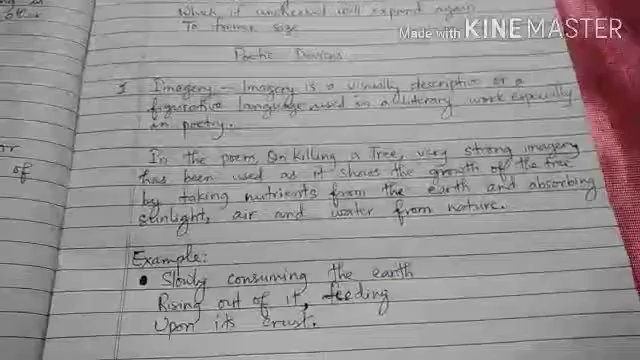 other
or
of
which if unchecked will expand again
To former size
Made with KINEMASTER
Poetic Devices
1 Imagery - Imagery is a visually descriptive or a
figurative language used in a literary work especially
in poetry.
In the poem, On killing a Tree, very strong imagery
has been used as it shows the growth of the tree
by taking nutrients from the earth and absorbing
sunlight, air and water from nature.
Example:
• Slowly consuming the earth
Rising out of it, feeding
Upon its crust.